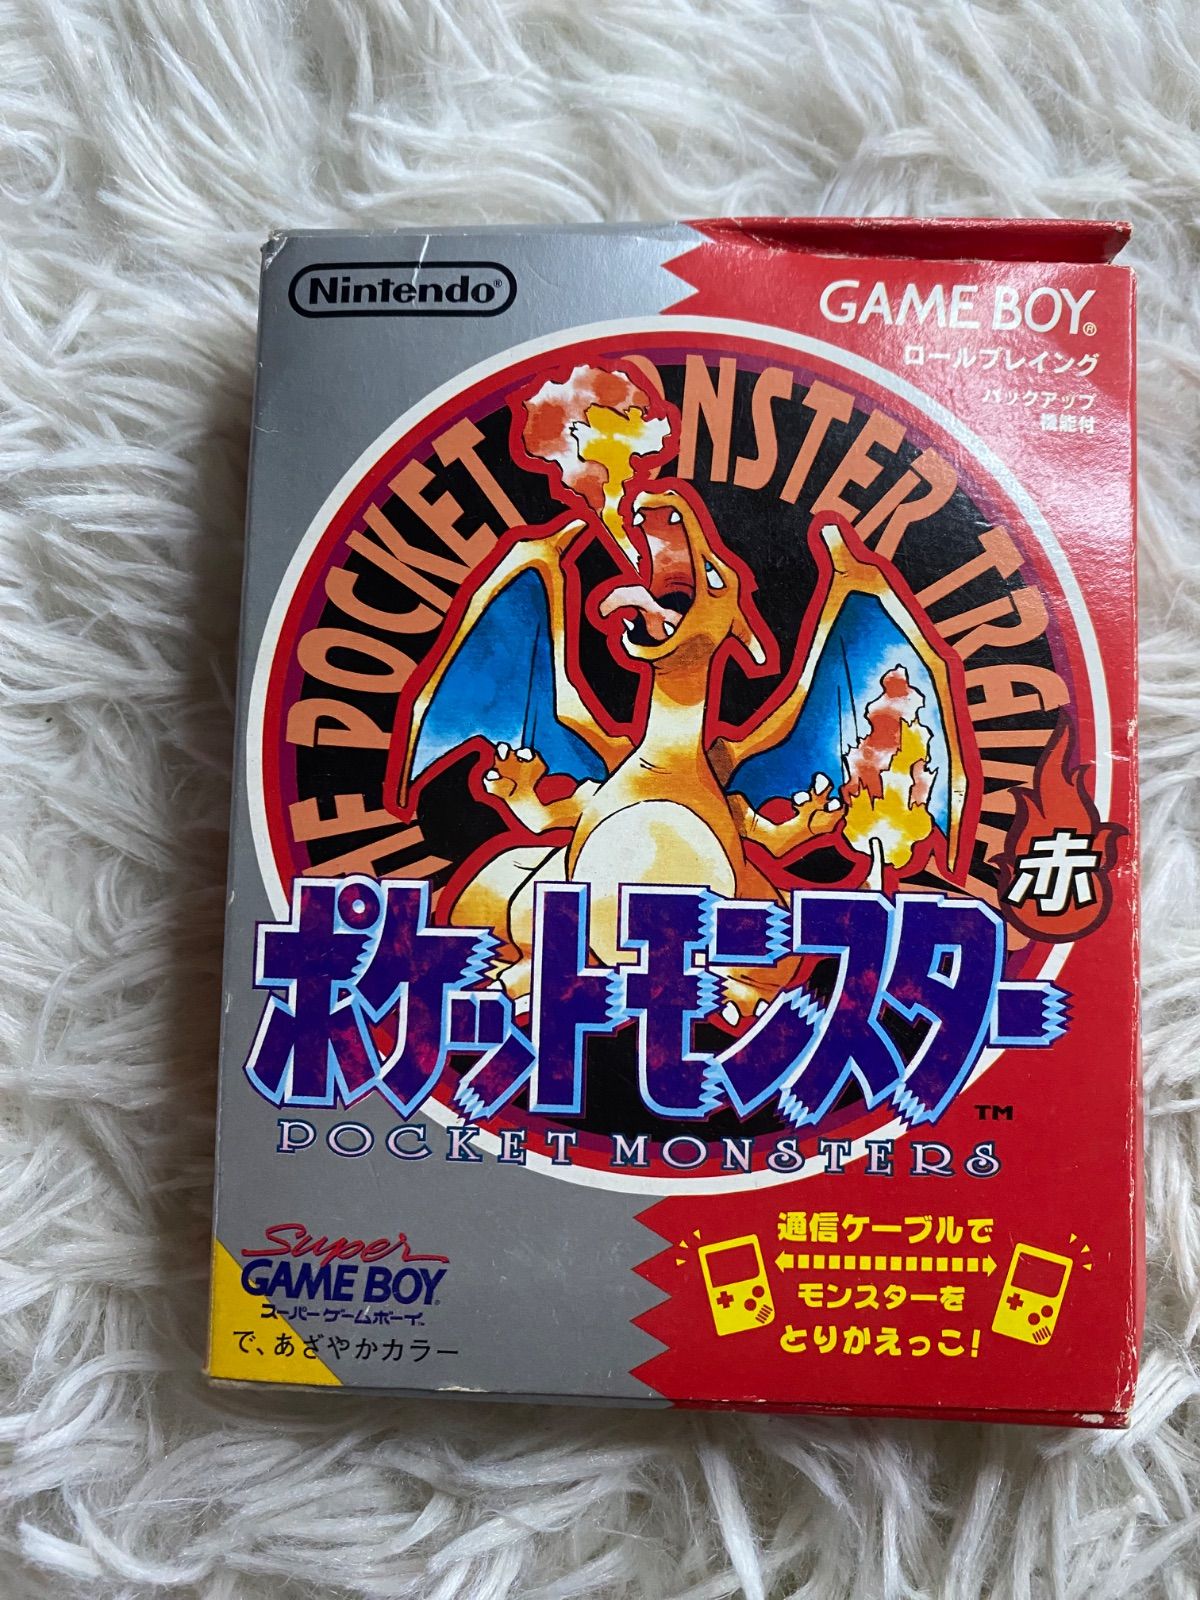 Nintendo®
GAME BOY®
ロールプレイング
バックアップ
機能付
THE POCKET MONSTER TRAINER
赤
ポケットモンスター
TM
POCKET MONSTERS
Super
GAME BOY
スーパーゲームボーイ
で、あざやかカラー
通信ケーブルで
モンスターを
とりかえっこ!